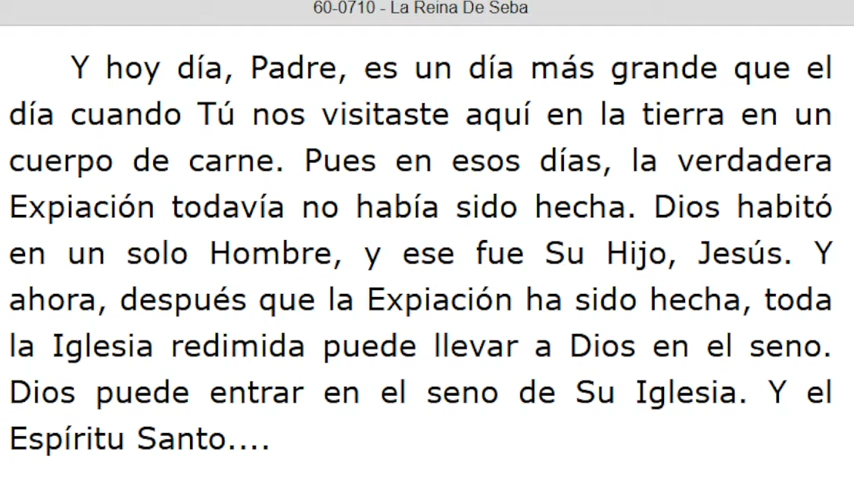 60-0710 - La Reina De Seba
Y hoy día, Padre, es un día más grande que el
día cuando Tú nos visitaste aquí en la tierra en un
cuerpo de carne. Pues en esos días, la verdadera
Expiación todavía no había sido hecha. Dios habitó
en un solo Hombre, y ese fue Su Hijo, Jesús. Y
ahora, después que la Expiación ha sido hecha, toda
la Iglesia redimida puede llevar a Dios en el seno.
Dios puede entrar en el seno de Su Iglesia. Y el
Espíritu Santo....